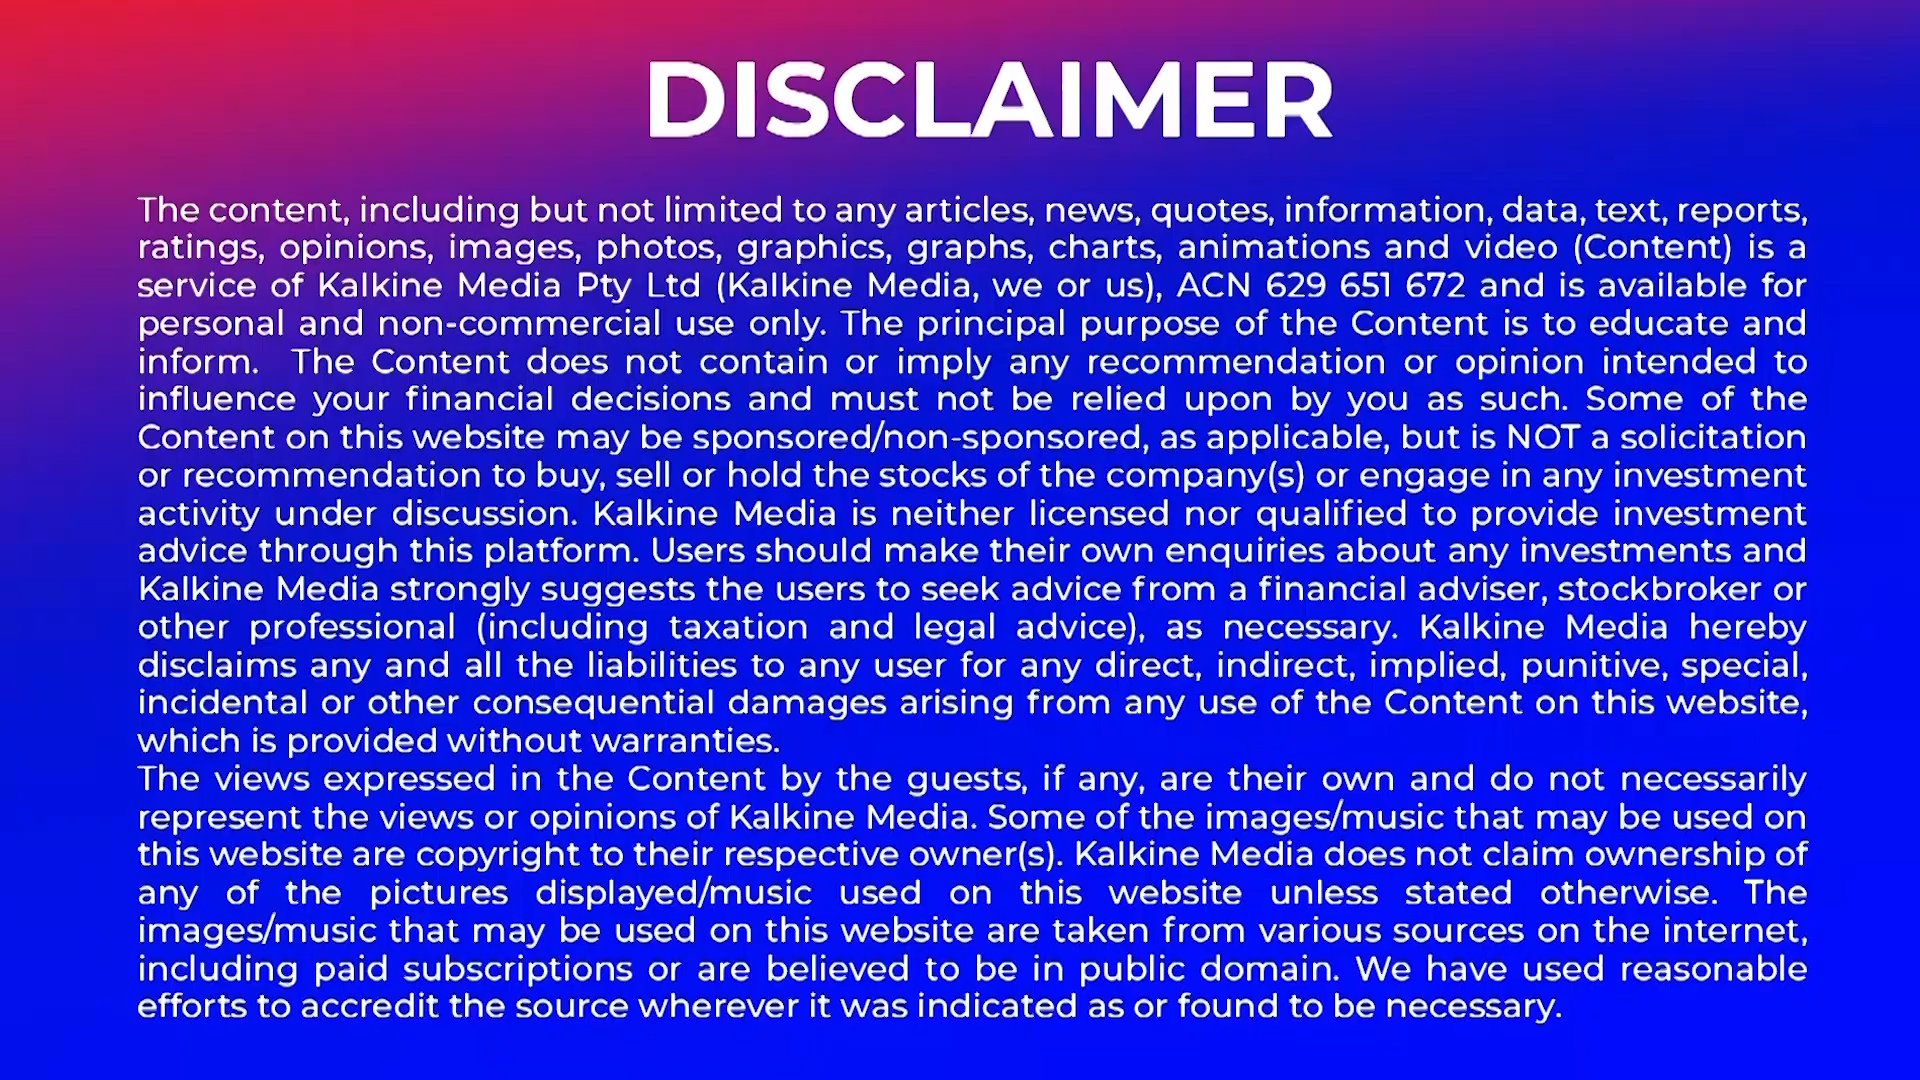 DISCLAIMER
The content, including but not limited to any articles, news, quotes, information, data, text, reports,
ratings, opinions, images, photos, graphics, graphs, charts, animations and video (Content) is a
service of Kalkine Media Pty Ltd (Kalkine Media, we or us), ACN 629 651 672 and is available for
personal and non-commercial use only. The principal purpose of the Content is to educate and
inform.  The Content does not contain or imply any recommendation or opinion intended to
influence your financial decisions and must not be relied upon by you as such. Some of the
Content on this website may be sponsored/non-sponsored, as applicable, but is NOT a solicitation
or recommendation to buy, sell or hold the stocks of the company(s) or engage in any investment
activity under discussion. Kalkine Media is neither licensed nor qualified to provide investment
advice through this platform. Users should make their own enquiries about any investments and
Kalkine Media strongly suggests the users to seek advice from a financial adviser, stockbroker or
other professional (including taxation and legal advice), as necessary. Kalkine Media hereby
disclaims any and all the liabilities to any user for any direct, indirect, implied, punitive, special,
incidental or other consequential damages arising from any use of the Content on this website,
which is provided without warranties.
The views expressed in the Content by the guests, if any, are their own and do not necessarily
represent the views or opinions of Kalkine Media. Some of the images/music that may be used on
this website are copyright to their respective owner(s). Kalkine Media does not claim ownership of
any of the pictures displayed/music used on this website unless stated otherwise. The
images/music that may be used on this website are taken from various sources on the internet,
including paid subscriptions or are believed to be in public domain. We have used reasonable
efforts to accredit the source wherever it was indicated as or found to be necessary.